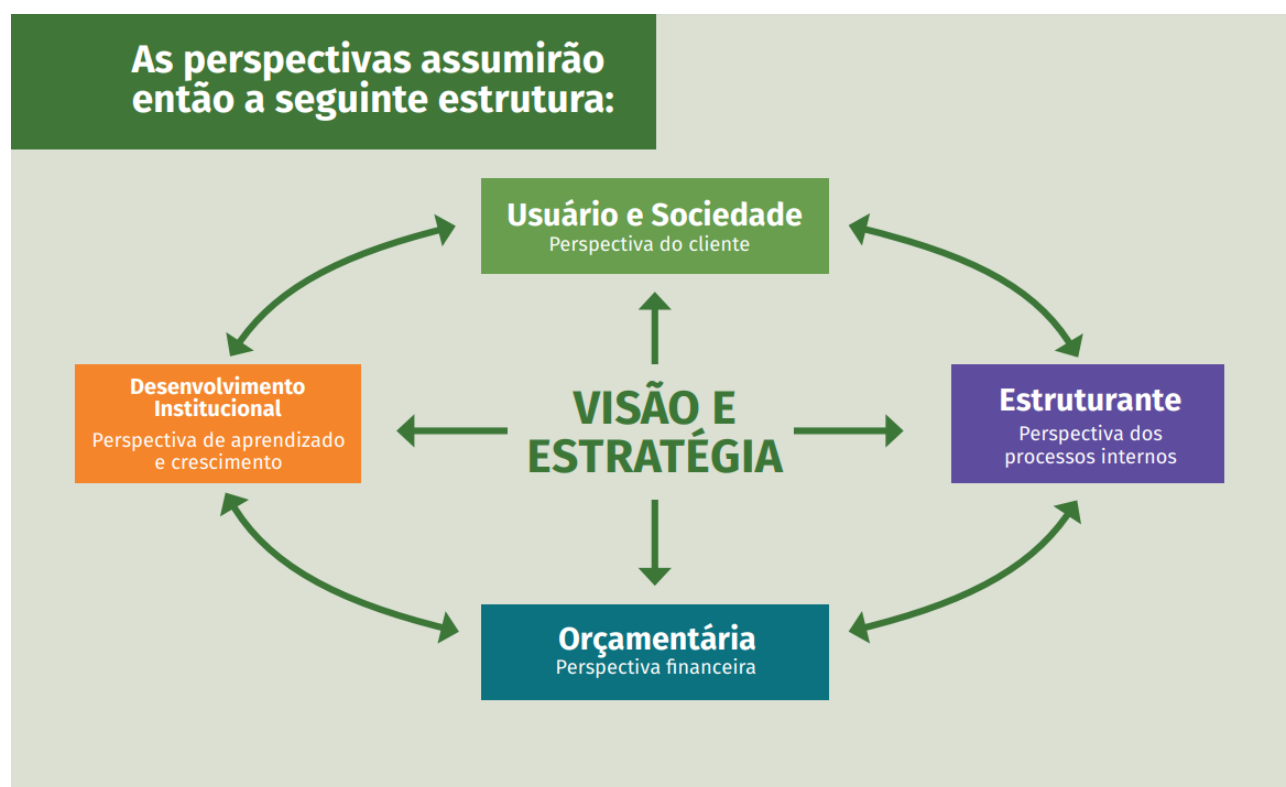 As perspectivas assumirão
então a seguinte estrutura:
Usuário e Sociedade
Perspectiva do cliente
Desenvolvimento
Institucional
Perspectiva de aprendizado
e crescimento
VISÃO E
ESTRATÉGIA
Estruturante
Perspectiva dos
processos internos
Orçamentária
Perspectiva financeira